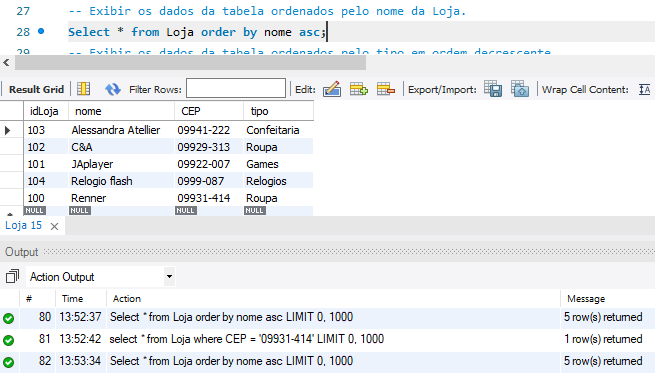 27 -- Exibir os dados da tabela ordenados pelo nome da Loja.
28 Select * from Loja order by nome asc;
29 -- Exibir os dados da tabela ordenados pelo tipo em ordem decrescente
Result Grid Filter Rows: Edit: Export/Import: Wrap Cell Content: IA
idLoja nome CEP tipo
103 Alessandra Atellier 09941-222 Confeitaria
102 C&A 09929-313 Roupa
101 JAplayer 09922-007 Games
104 Relogio flash 0999-087 Relogios
100 Renner 09931-414 Roupa
NULL NULL NULL NULL
Loja 15
Output
Action Output
# Time Action Message
80 13:52:37 Select * from Loja order by nome asc LIMIT 0, 1000 5 row(s) returned
81 13:52:42 select * from Loja where CEP = '09931-414' LIMIT 0, 1000 1 row(s) returned
82 13:53:34 Select * from Loja order by nome asc LIMIT 0, 1000 5 row(s) returned